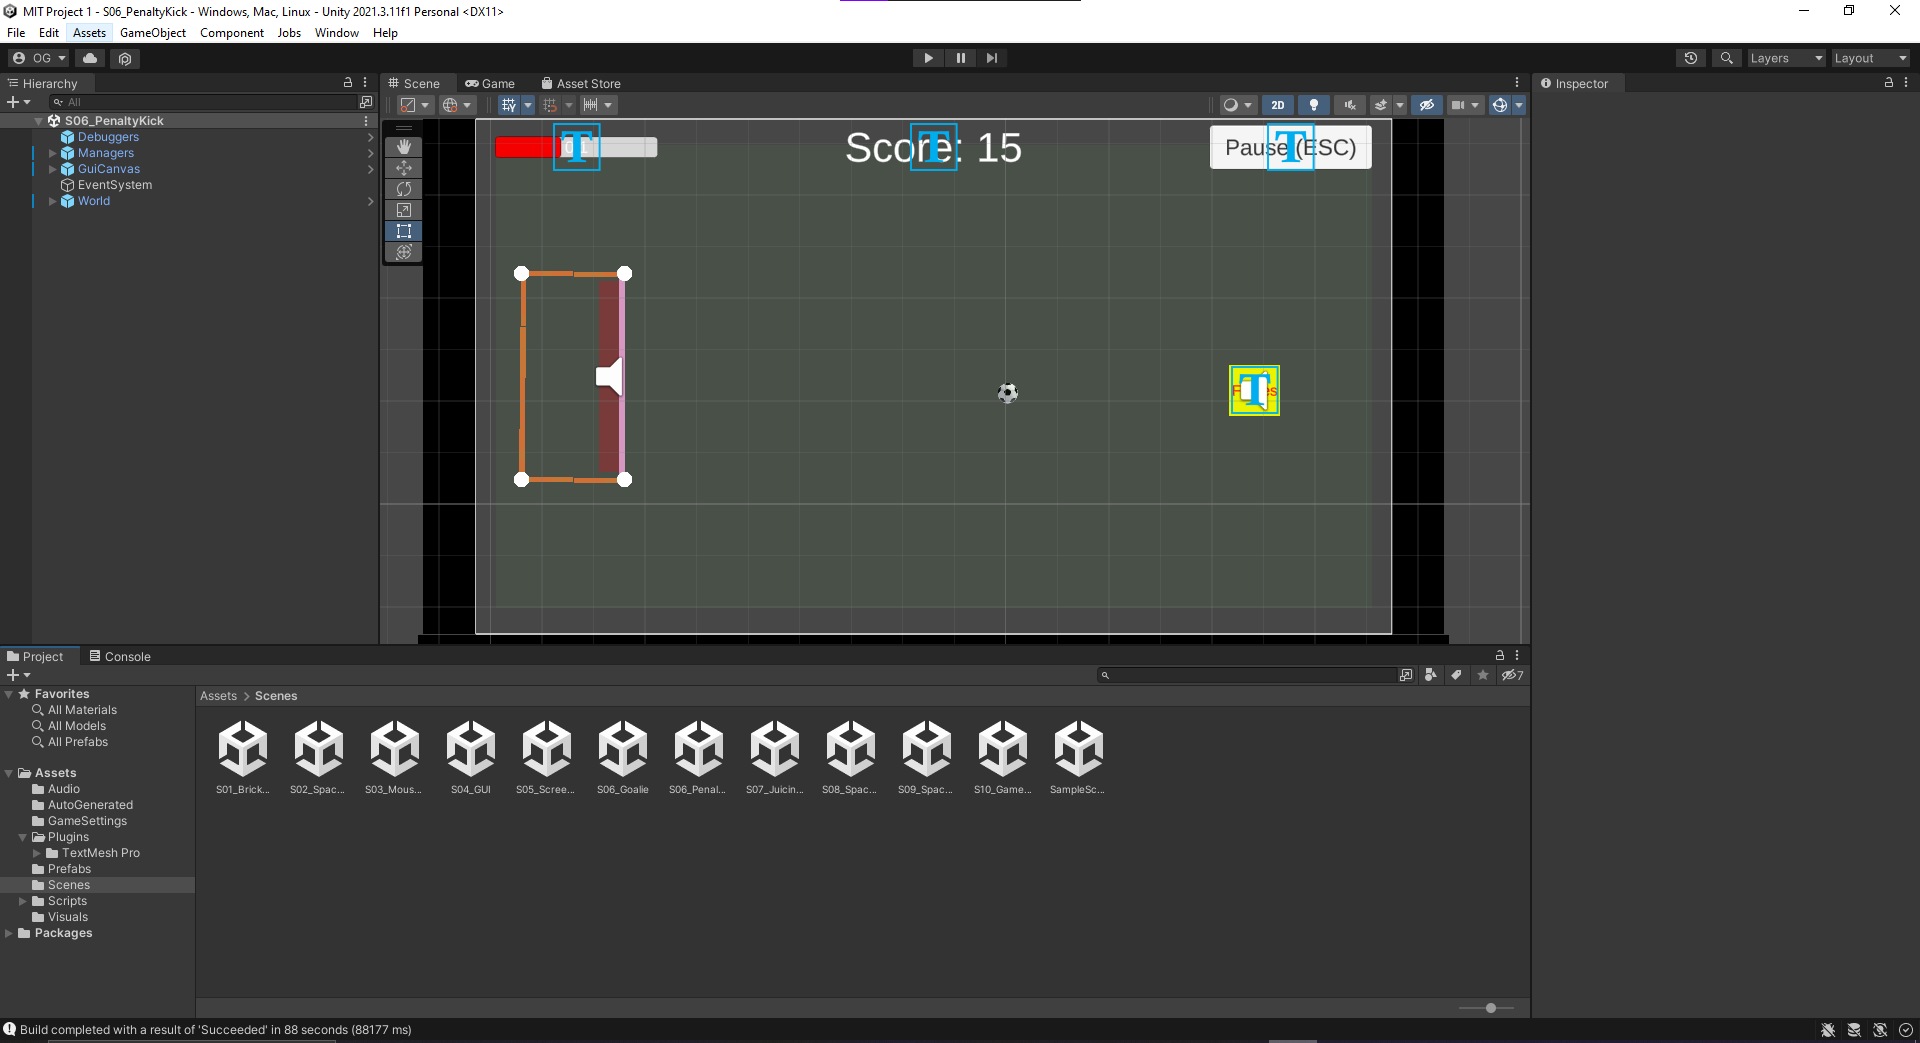 MIT Project 1 - S06_PenaltyKick - Windows, Mac, Linux - Unity 2021.3.11f1 Personal <DX11>
File Edit Assets GameObject Component Jobs Window Help
OG
Layers
Layout
Hierarchy
Scene
Game
Asset Store
Inspector
All
2D
S06_PenaltyKick
Debuggers
Managers
GuiCanvas
EventSystem
World
Score: 15
Pause (ESC)
Project
Console
7
Favorites
All Materials
All Models
All Prefabs
Assets
Audio
AutoGenerated
GameSettings
Plugins
TextMesh Pro
Prefabs
Scenes
Scripts
Visuals
Packages
Assets > Scenes
S01_Brick...
S02_Spac...
S03_Mous...
S04_GUI
S05_Scree...
S06_Goalie
S06_Penal...
S07_Juicin...
S08_Spac...
S09_Spac...
S10_Game...
SampleSc...
Build completed with a result of 'Succeeded' in 88 seconds (88177 ms)